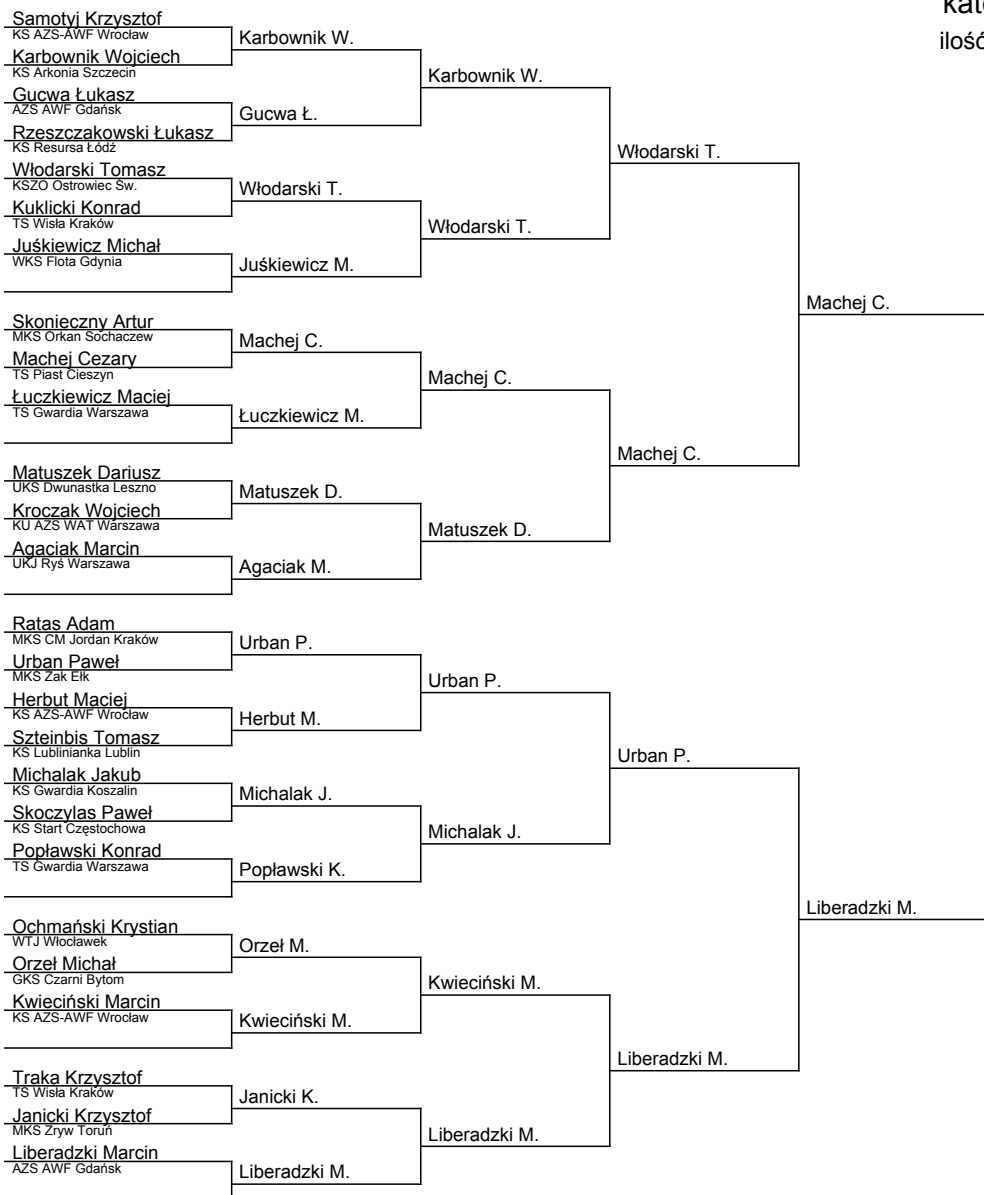 kat
ilość
Samotyj Krzysztof
KS AZS-AWF Wrocław
Karbownik Wojciech
KS Arkonia Szczecin
Gucwa Łukasz
AZS AWF Gdańsk
Rzeszczakowski Łukasz
KS Resursa Łódź
Włodarski Tomasz
KSZO Ostrowiec Św.
Kuklicki Konrad
TS Wisła Kraków
Juśkiewicz Michał
WKS Flota Gdynia
Skonieczny Artur
MKS Orkan Sochaczew
Machej Cezary
TS Piast Cieszyn
Łuczkiewicz Maciej
TS Gwardia Warszawa
Matuszek Dariusz
UKS Dwunastka Leszno
Kroczak Wojciech
KU AZS WAT Warszawa
Agaciak Marcin
UKJ Ryś Warszawa
Ratas Adam
MKS CM Jordan Kraków
Urban Paweł
MKS Żak Ełk
Herbut Maciej
KS AZS-AWF Wrocław
Szteinbis Tomasz
KS Lublinianka Lublin
Michalak Jakub
KS Gwardia Koszalin
Skoczylas Paweł
KS Start Częstochowa
Popławski Konrad
TS Gwardia Warszawa
Ochmański Krystian
WTJ Włocławek
Orzeł Michał
GKS Czarni Bytom
Kwieciński Marcin
KS AZS-AWF Wrocław
Traka Krzysztof
TS Wisła Kraków
Janicki Krzysztof
MKS Zryw Toruń
Liberadzki Marcin
AZS AWF Gdańsk
Karbownik W.
Gucwa Ł.
Włodarski T.
Juśkiewicz M.
Machej C.
Łuczkiewicz M.
Matuszek D.
Agaciak M.
Urban P.
Herbut M.
Michalak J.
Popławski K.
Orzeł M.
Kwieciński M.
Janicki K.
Liberadzki M.
Karbownik W.
Włodarski T.
Machej C.
Matuszek D.
Urban P.
Michalak J.
Kwieciński M.
Liberadzki M.
Włodarski T.
Machej C.
Urban P.
Liberadzki M.
Machej C.
Liberadzki M.